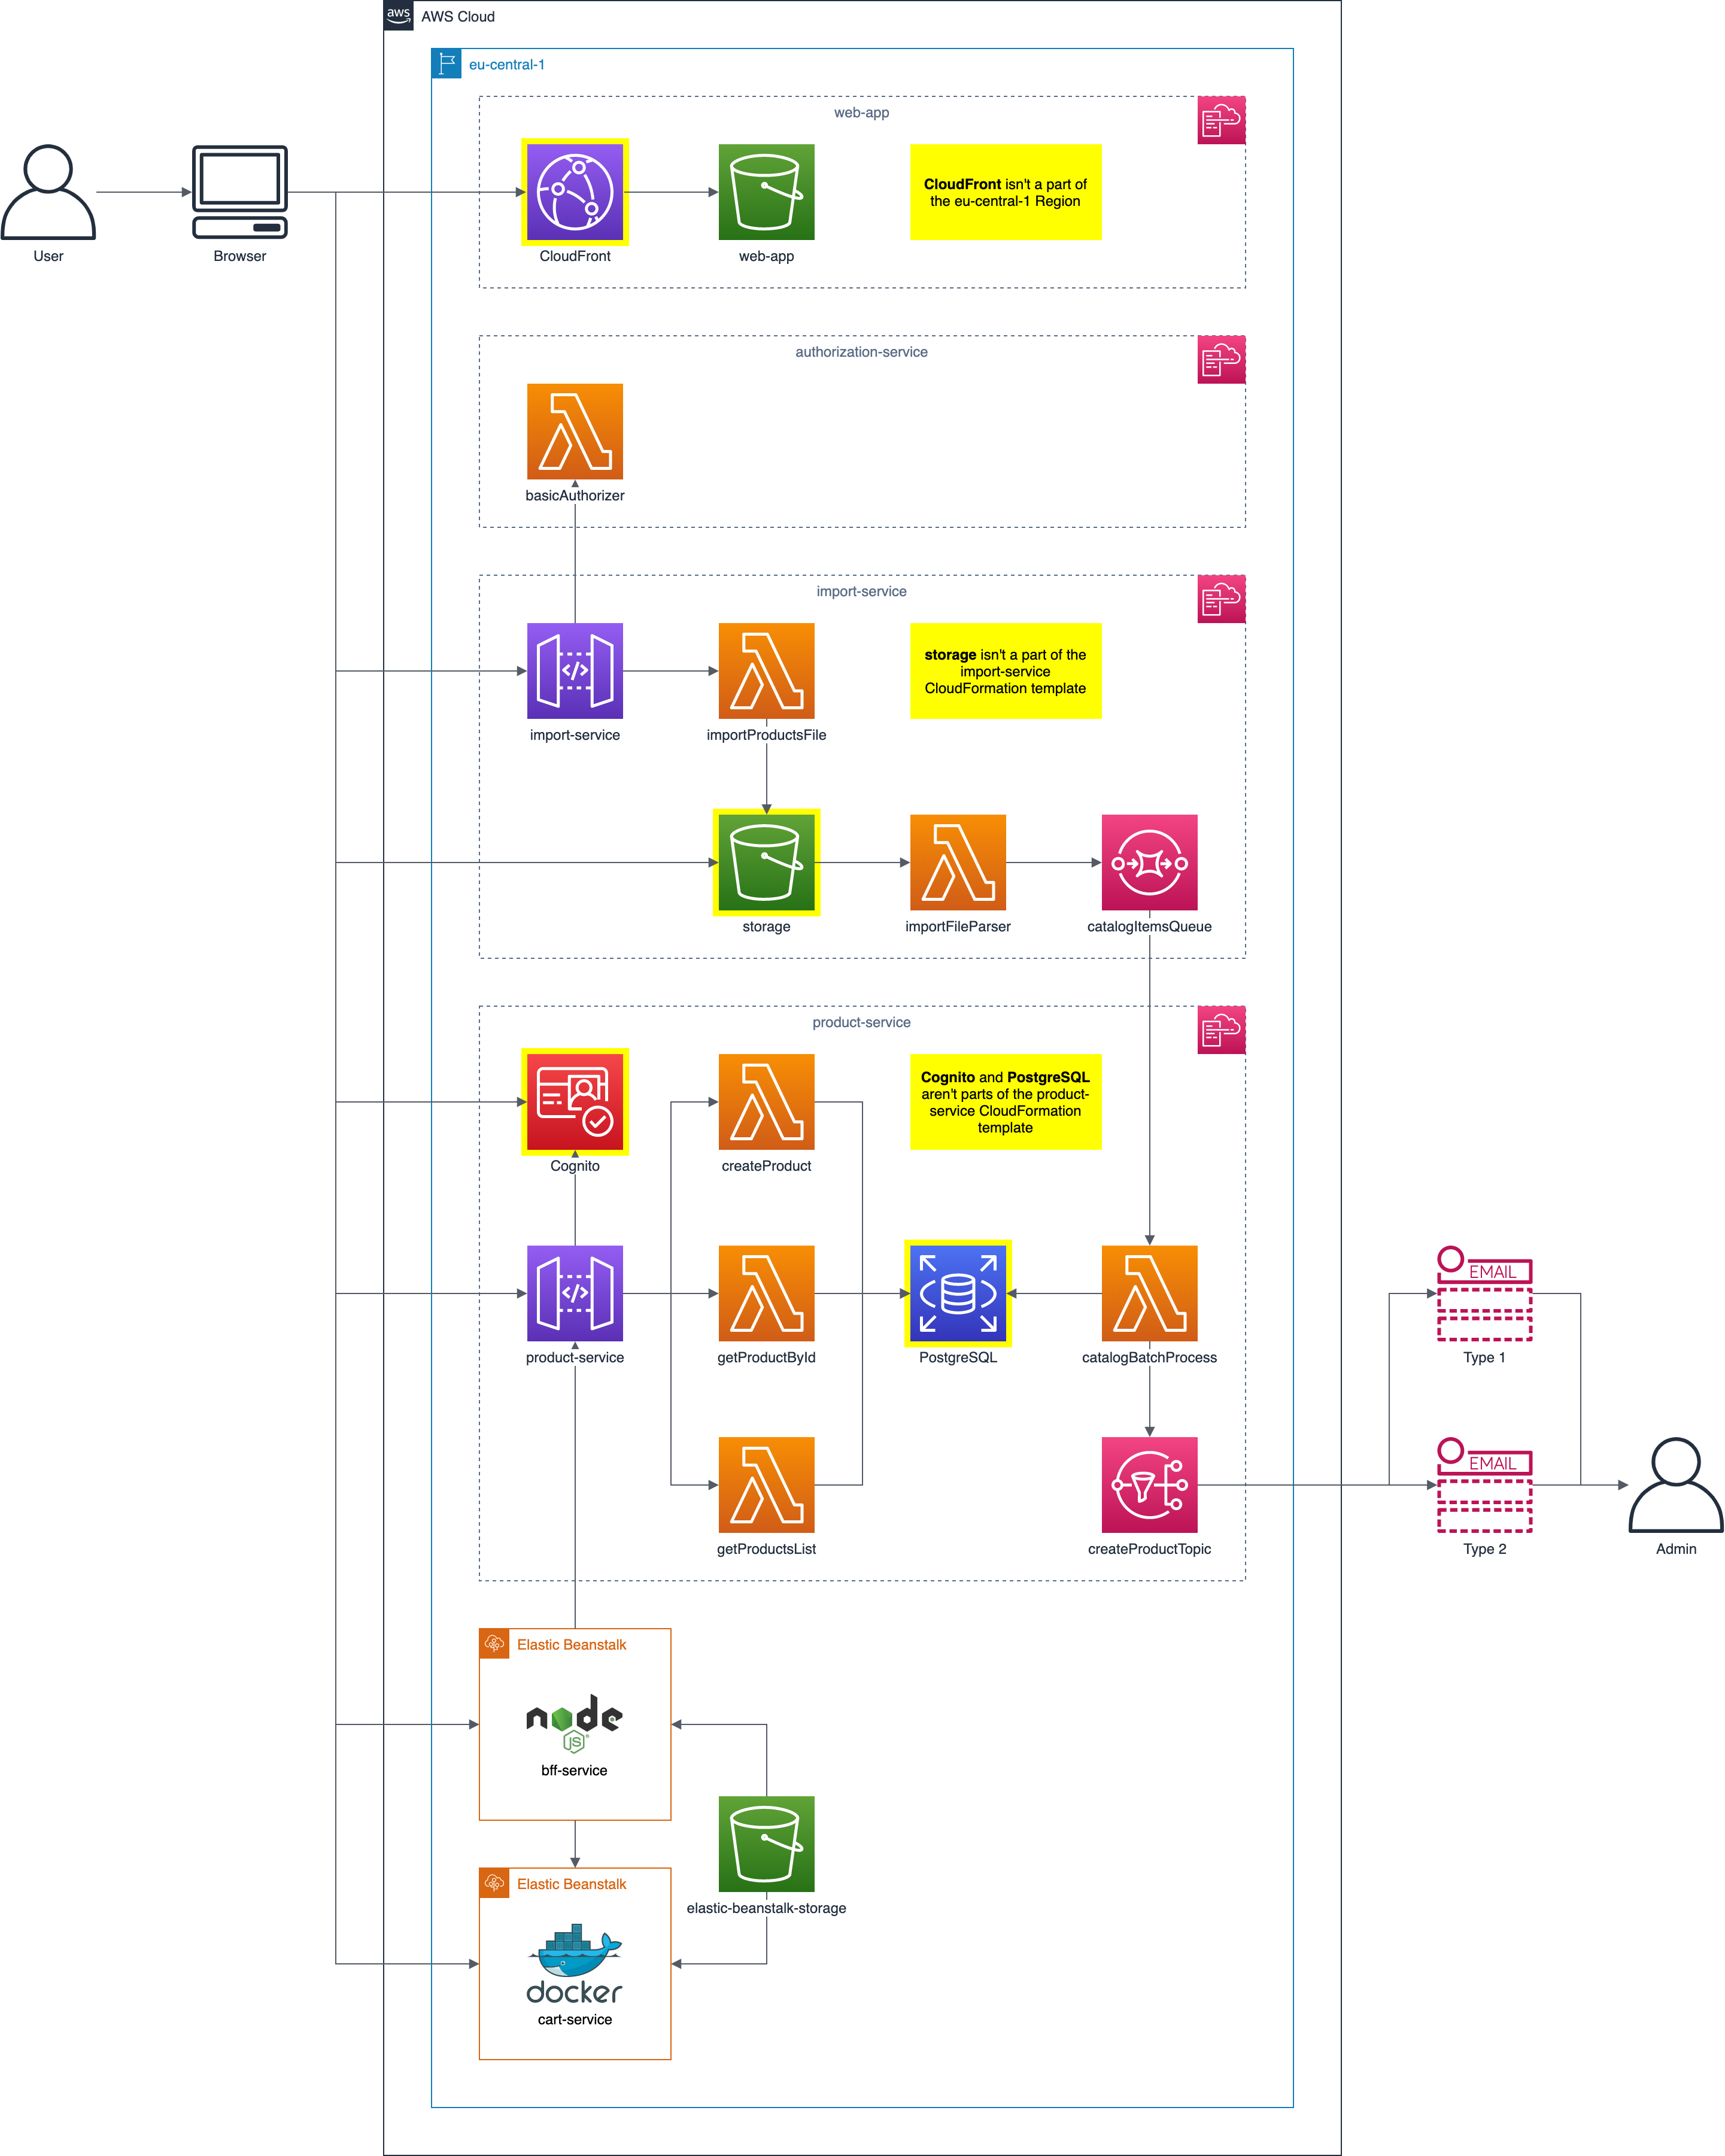 aws
AWS Cloud
eu-central-1
web-app
CloudFront isn't a part of
the eu-central-1 Region
User
Browser
CloudFront
web-app
authorization-service
basicAuthorizer
import-service
</>
storage isn't a part of the
import-service
CloudFormation template
import-service
importProductsFile
storage
importFileParser
catalogItemsQueue
product-service
Cognito and PostgreSQL
aren't parts of the product-
service CloudFormation
template
Cognito
createProduct
</>
EMAIL
product-service
getProductById
PostgreSQL
catalogBatchProcess
Type 1
EMAIL
getProductsList
createProductTopic
Type 2
Admin
Elastic Beanstalk
node
JS
bff-service
Elastic Beanstalk
elastic-beanstalk-storage
docker
cart-service